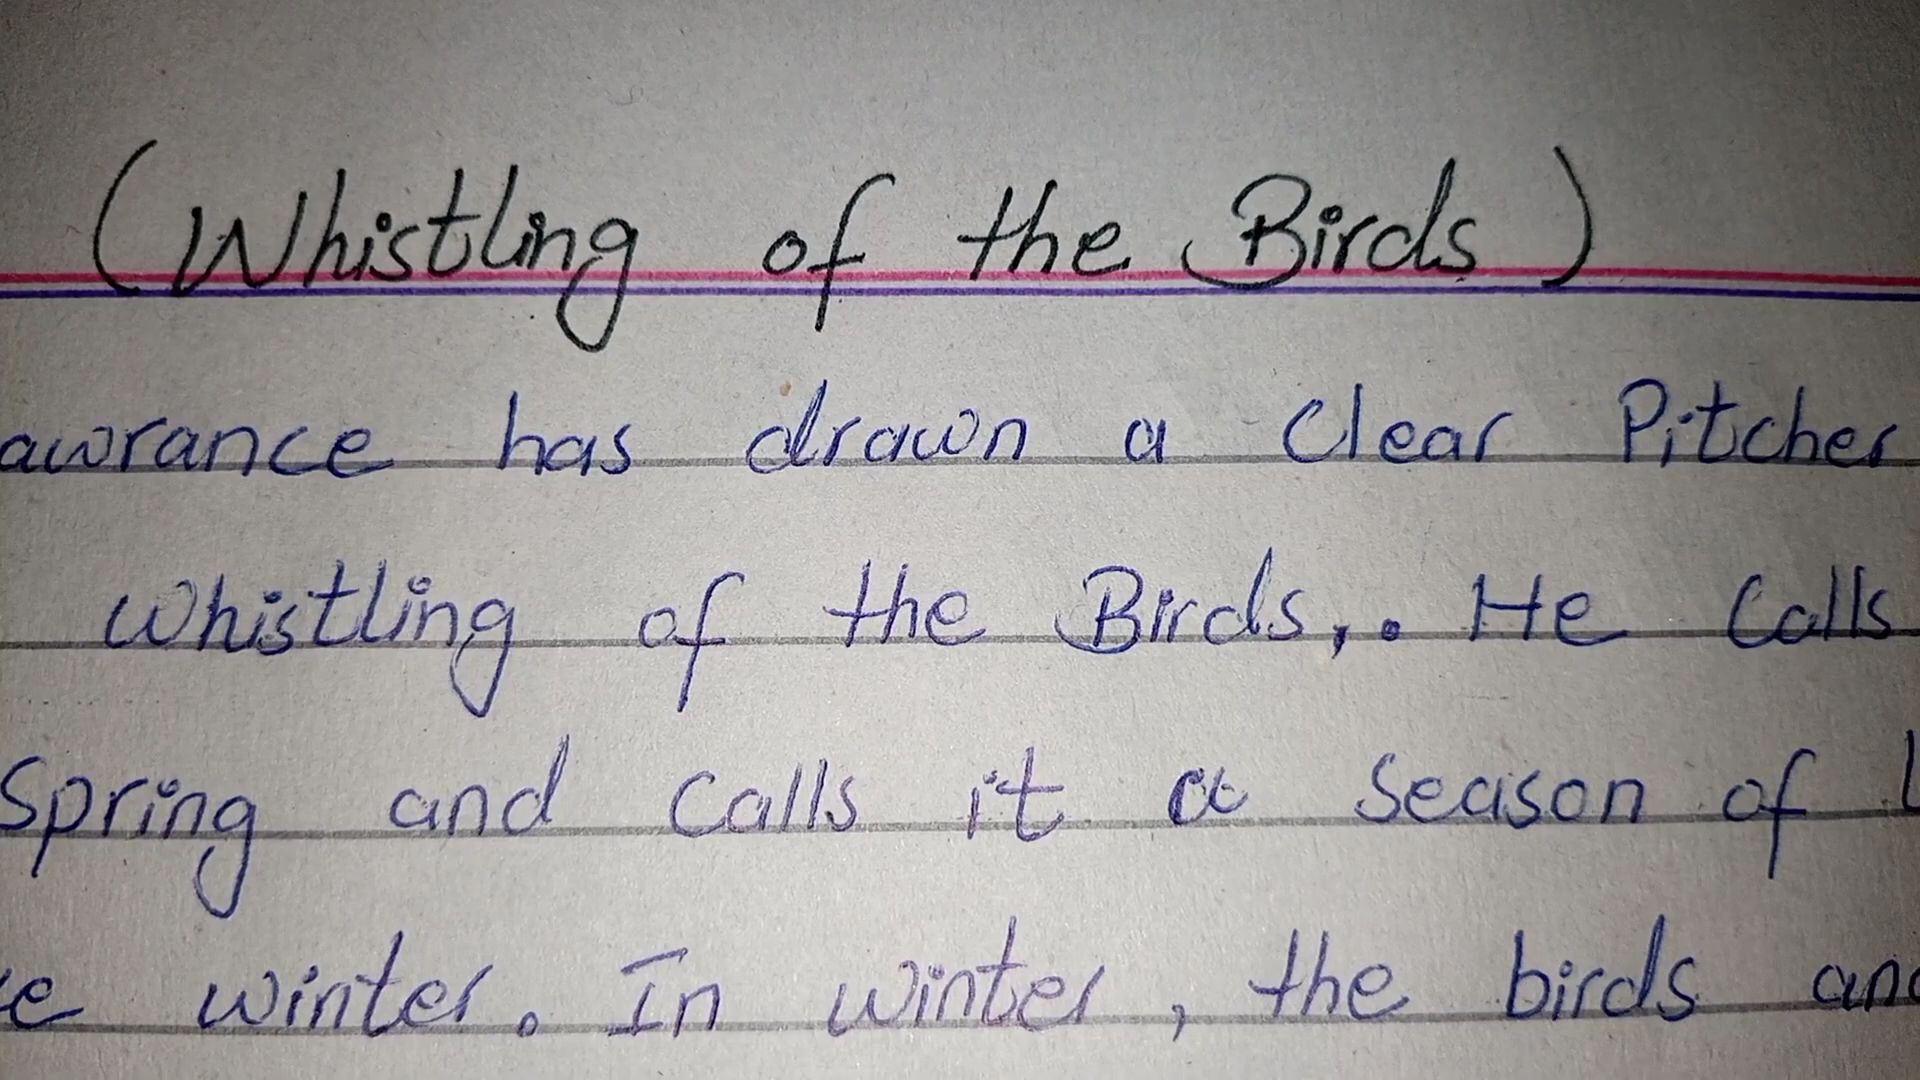 (Whistling of the Birds)
awrance has drawn a Clear Pitcher
Whistling of the Birds,. He Calls
Spring and Calls it a Season of
winter. In winter, the birds